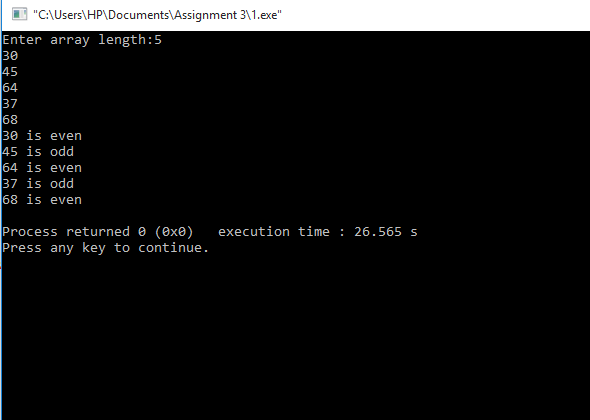 "C:\Users\HP\Documents\Assignment 3\1.exe"
Enter array length:5
30
45
64
37
68
30 is even
45 is odd
64 is even
37 is odd
68 is even
Process returned 0 (0x0)   execution time : 26.565 s
Press any key to continue.